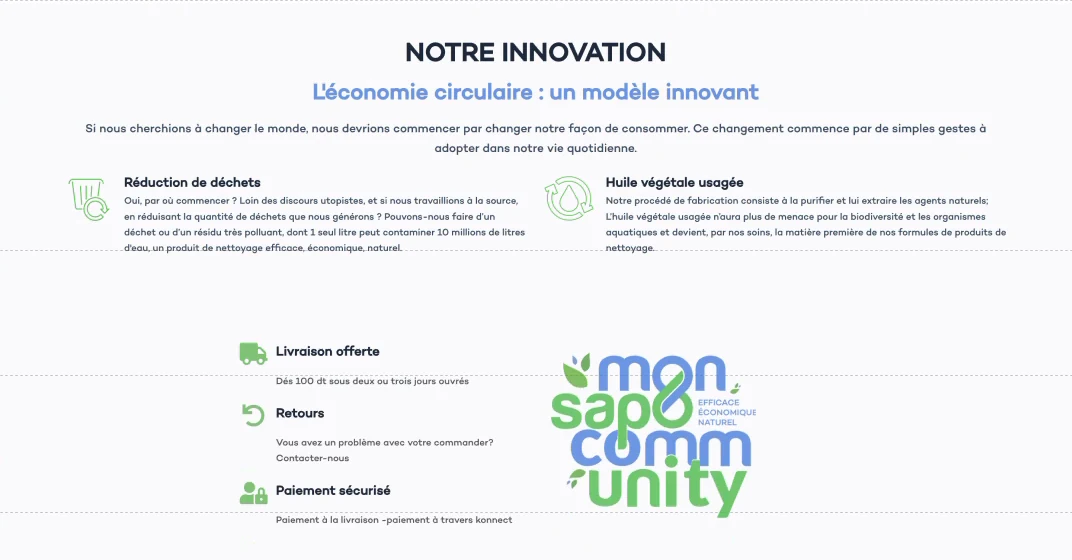 NOTRE INNOVATION
L'économie circulaire : un modèle innovant
Si nous cherchions à changer le monde, nous devrions commencer par changer notre façon de consommer. Ce changement commence par de simples gestes à
adopter dans notre vie quotidienne.
Réduction de déchets
Oui, par où commencer ? Loin des discours utopistes, et si nous travaillions à la source,
en réduisant la quantité de déchets que nous générons ? Pouvons-nous faire d'un
déchet ou d'un résidu très polluant, dont 1 seul litre peut contaminer 10 millions de litres
d'eau, un produit de nettoyage efficace, économique, naturel.
Huile végétale usagée
Notre procédé de fabrication consiste à la purifier et lui extraire les agents naturels;
L'huile végétale usagée n'aura plus de menace pour la biodiversité et les organismes
aquatiques et devient, par nos soins, la matière première de nos formules de produits de
nettoyage.
Livraison offerte
Dés 100 dt sous deux ou trois jours ouvrés
Retours
Vous avez un problème avec votre commander?
Contacter-nous
Paiement sécurisé
Paiement à la livraison -paiement à travers konnect
mon
sapo
EFFICACE
ÉCONOMIQUE
NATUREL
comm
unity